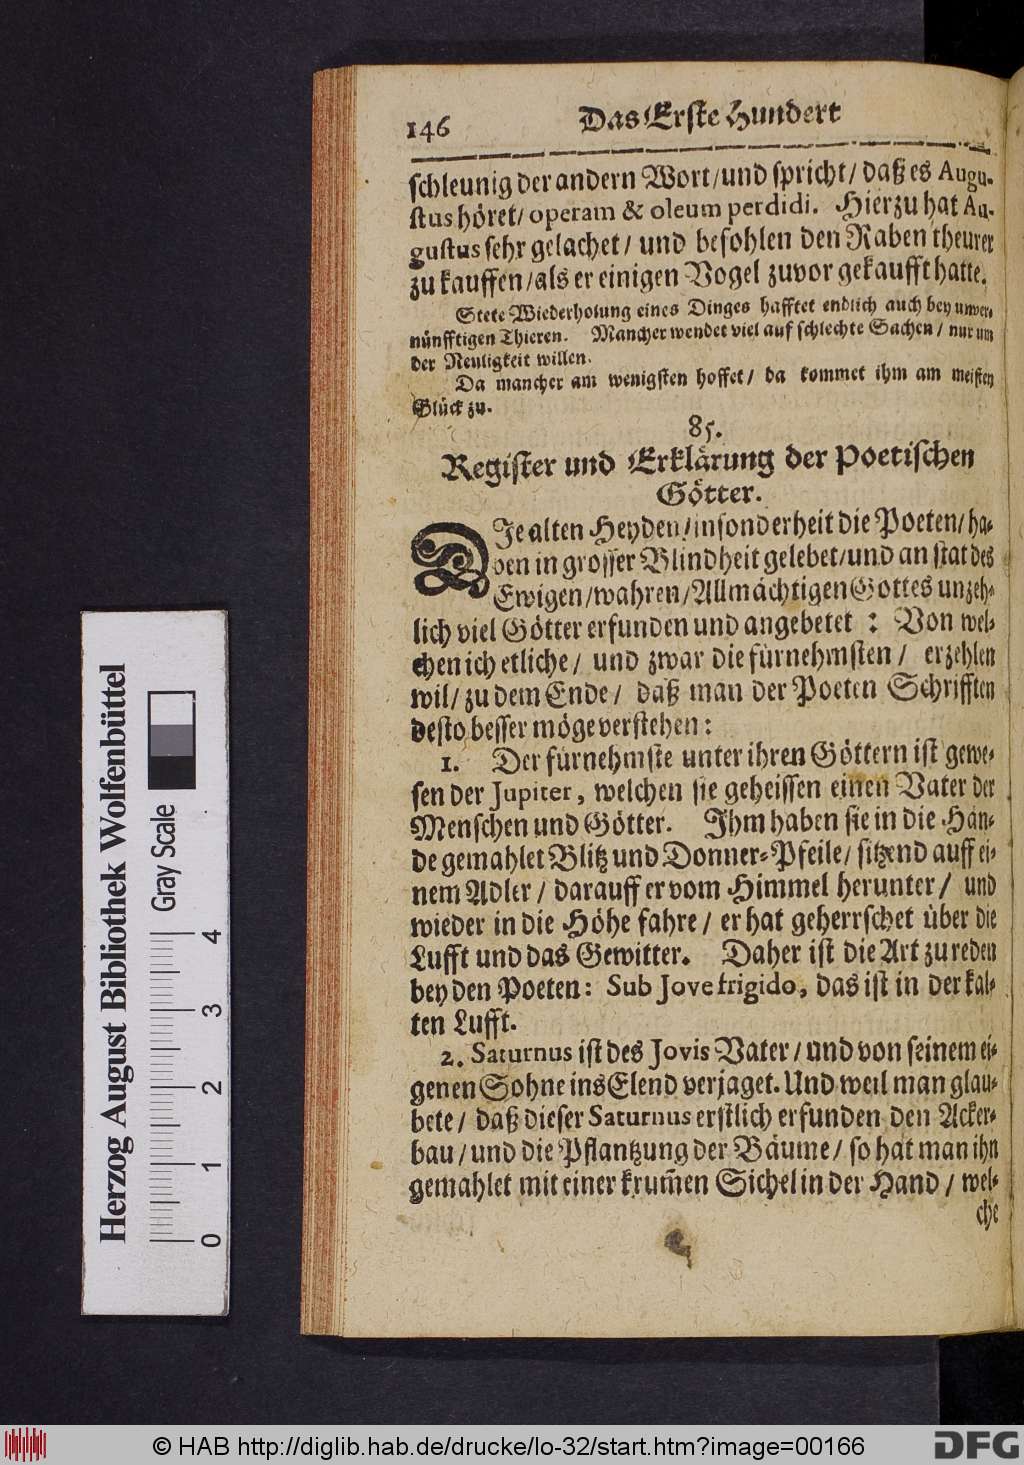 146 Das Erste Hundert
schleunig der andern Wort/und spricht/ daß es Augu-
stus höret/ operam & oleum perdidi. Hierzu hat Au-
gustus sehr gelachet/ und befohlen den Raben theurer
zu kauffen/als er einigen Vogel zuvor gekaufft hatte.
Stete Wiederholung eines Dinges hafftet endlich auch bey unver-
nünfftigen Thieren. Mancher wendet viel auf schlechte Sachen/ nur um
der Neuligkeit willen.
Da mancher am wenigsten hoffet/ da kommet ihm am meisten
Glück zu.
85.
Register und Erklärung der Poetischen
Götter.
DIe alten Heyden/insonderheit die Poeten/ha-
ben in grosser Blindheit gelebet/und an stat des
Ewigen/wahren/Allmächtigen Gottes unzeh-
lich viel Götter erfunden und angebetet: Von wel-
chen ich etliche/ und zwar die fürnehmsten/ erzehlen
wil/ zu dem Ende/ daß man der Poeten Schrifften
desto besser möge verstehen:
1. Der fürnehmste unter ihren Göttern ist gewe-
sen der Jupiter, welchen sie geheissen einen Vater der
Menschen und Götter. Ihm haben sie in die Hän-
de gemahlet Blitz und Donner-Pfeile/ sitzend auff ei-
nem Adler/ darauff er vom Himmel herunter/ und
wieder in die Höhe fahre/ er hat geherrschet über die
Lufft und das Gewitter. Daher ist die Art zu reden
bey den Poeten: Sub Jove frigido, das ist in der kal-
ten Lufft.
2. Saturnus ist des Jovis Vater/ und von seinem ei-
genen Sohne ins Elend verjaget. Und weil man glau-
bete/ daß dieser Saturnus erstlich erfunden den Acker-
bau/und die Pflantzung der Bäume/ so hat man ihn
gemahlet mit einer krum̃en Sichel in der Hand/ wel-
che
Herzog August Bibliothek Wolfenbüttel
Gray Scale
0 1 2 3 4
© HAB http://diglib.hab.de/drucke/lo-32/start.htm?image=00166
DFG